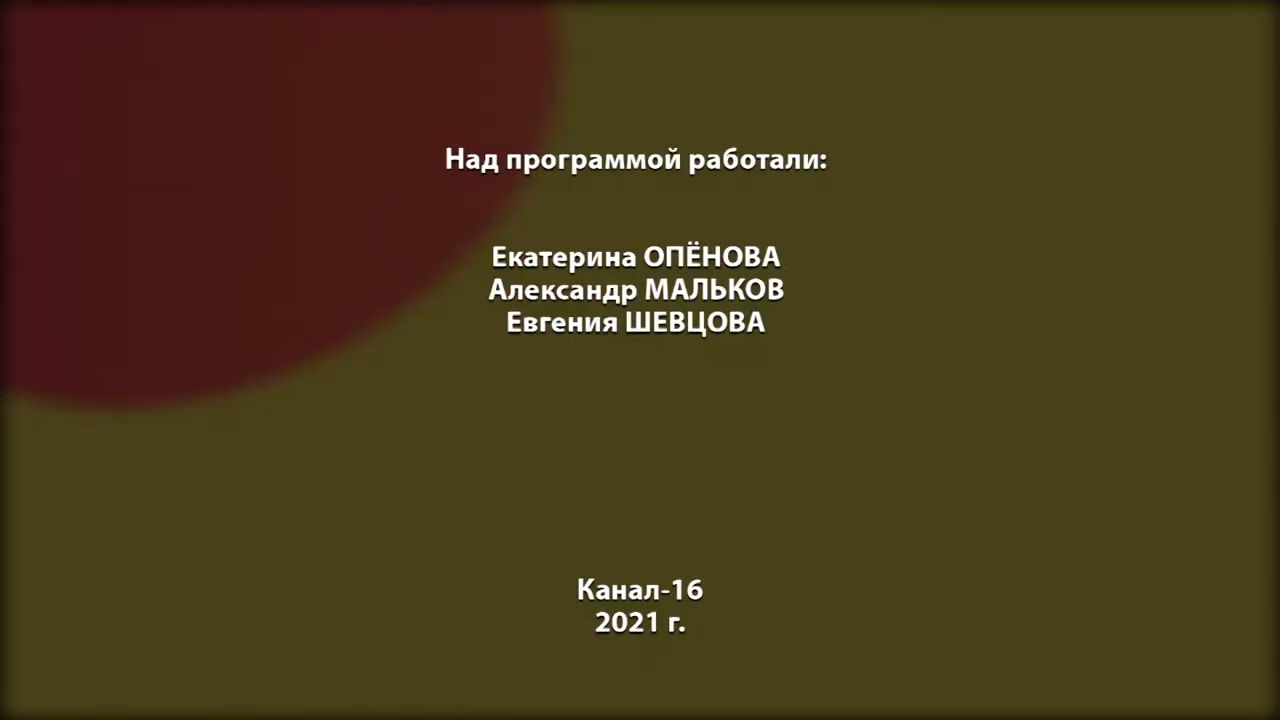 Над программой работали:
Екатерина ОПЁНОВА
Александр МАЛЬКОВ
Евгения ШЕВЦОВА
Канал-16
2021 г.